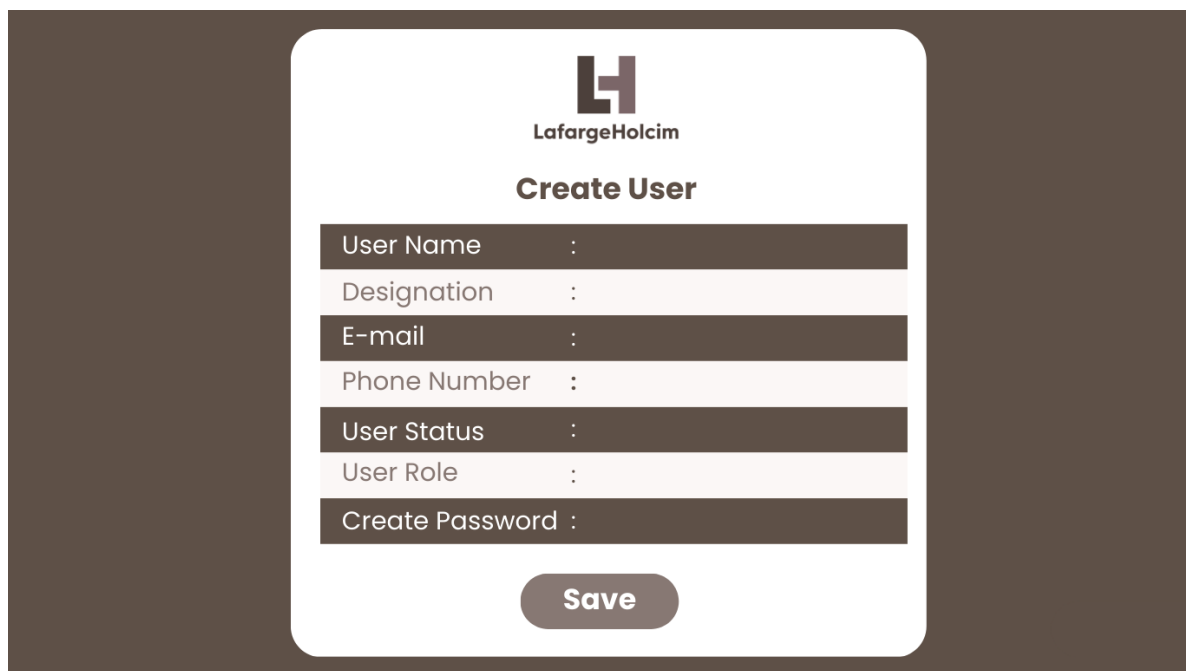 LafargeHolcim
Create User
User Name :
Designation :
E-mail :
Phone Number :
User Status :
User Role :
Create Password :
Save